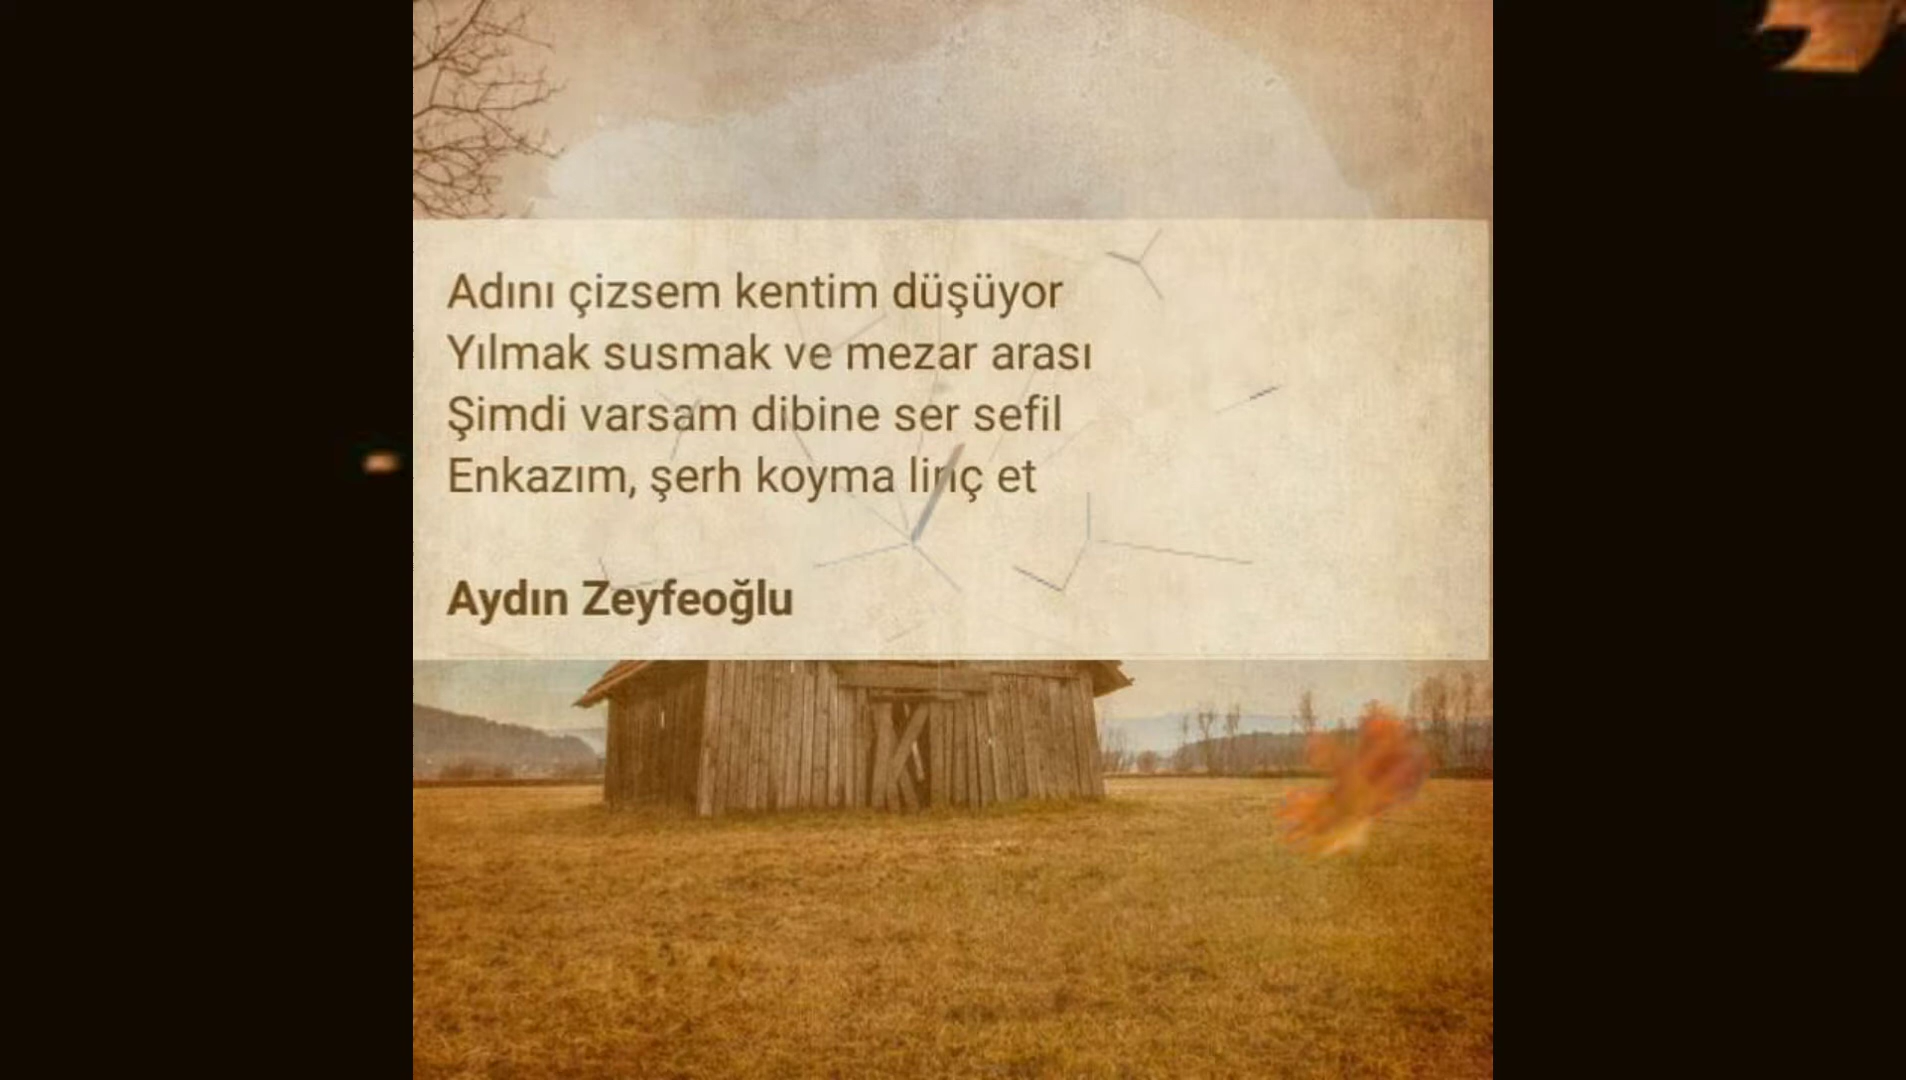 Adını çizsem kentim düşüyor
Yılmak susmak ve mezar arası
Şimdi varsam dibine ser sefil
Enkazım, şerh koyma linç et
Aydın Zeyfeoğlu